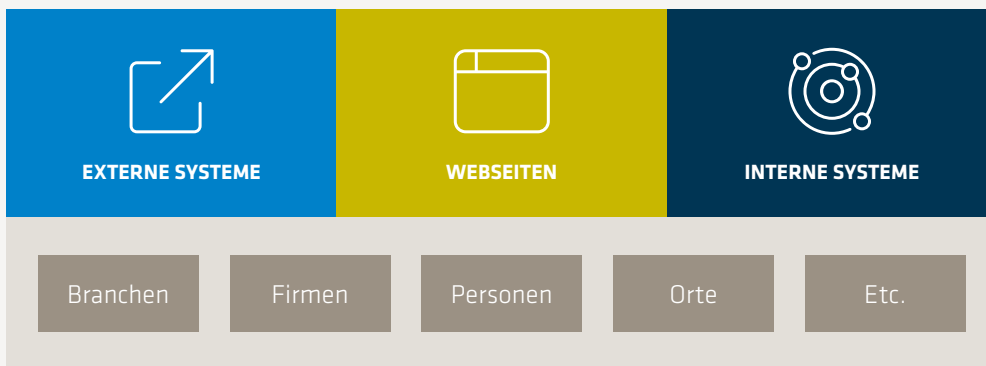 EXTERNE SYSTEME
WEBSEITEN
INTERNE SYSTEME
Branchen
Firmen
Personen
Orte
Etc.